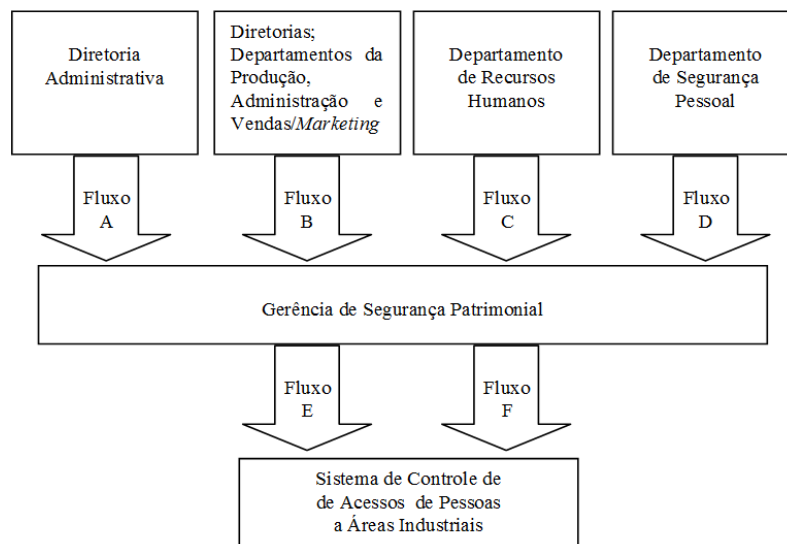 Diretoria
Administrativa
Diretorias;
Departamentos da
Produção,
Administração e
Vendas/Marketing
Departamento
de Recursos
Humanos
Departamento
de Segurança
Pessoal
Fluxo
A
Fluxo
B
Fluxo
C
Fluxo
D
Gerência de Segurança Patrimonial
Fluxo
E
Fluxo
F
Sistema de Controle de
de Acessos de Pessoas
a Áreas Industriais